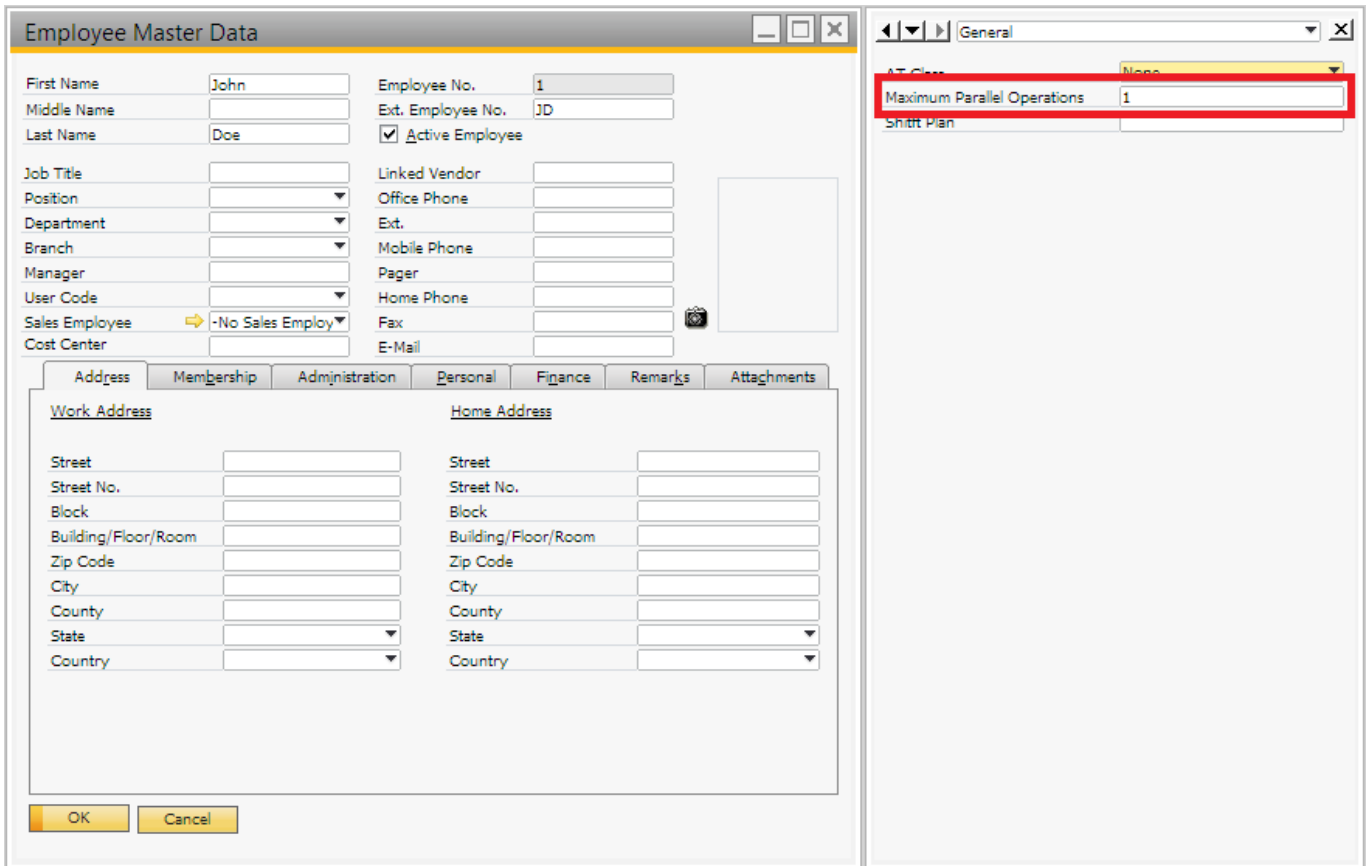 Employee Master Data
First Name John Employee No. 1
Middle Name Ext. Employee No. JD
Last Name Doe Active Employee
Job Title Linked Vendor
Position Office Phone
Department Ext.
Branch Mobile Phone
Manager Pager
User Code Home Phone
Sales Employee -No Sales Employ Fax
Cost Center E-Mail
Address Membership Administration Personal Finance Remarks Attachments
Work Address Home Address
Street Street
Street No. Street No.
Block Block
Building/Floor/Room Building/Floor/Room
Zip Code Zip Code
City City
County County
State State
Country Country
OK Cancel
General
AT Class None
Maximum Parallel Operations 1
Shitft Plan